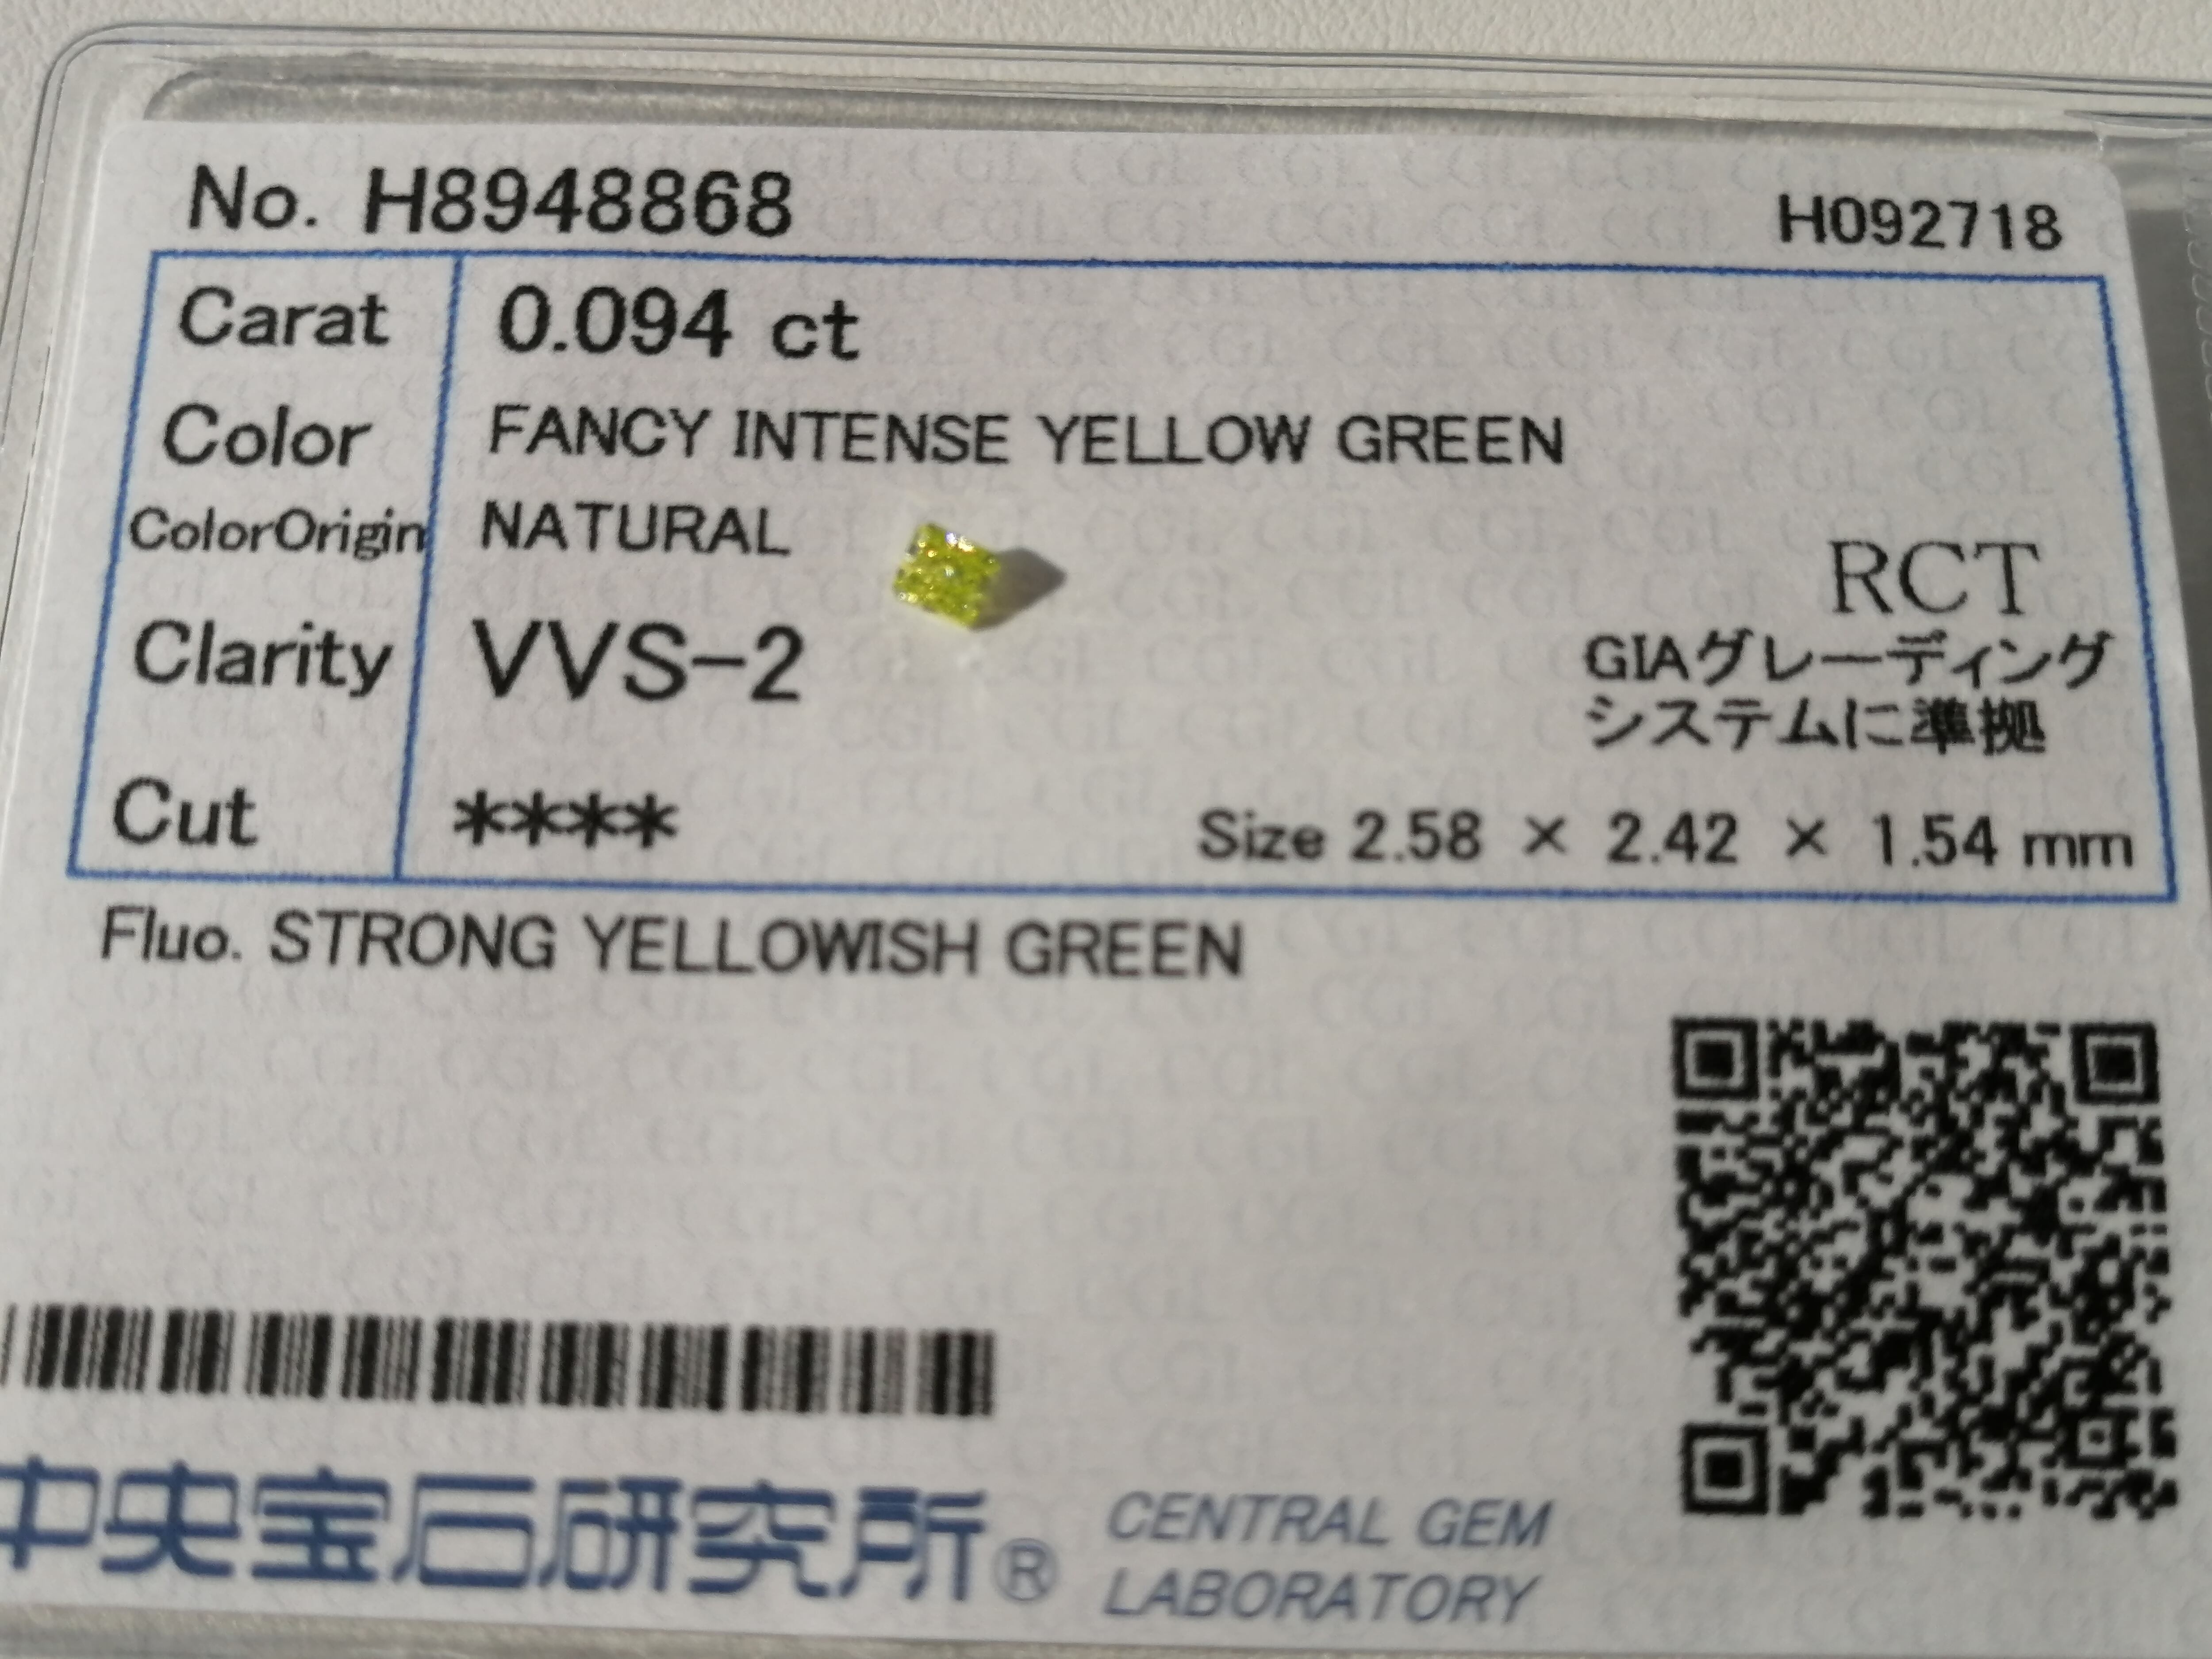 No. H8948868 H092718
Carat 0.094 ct
Color FANCY INTENSE YELLOW GREEN
ColorOrigin NATURAL
RCT
Clarity VVS-2
GIAグレーディング
システムに準拠
Cut **** Size 2.58 × 2.42 × 1.54 mm
Fluo. STRONG YELLOWISH GREEN
中央宝石研究所®
CENTRAL GEM
LABORATORY